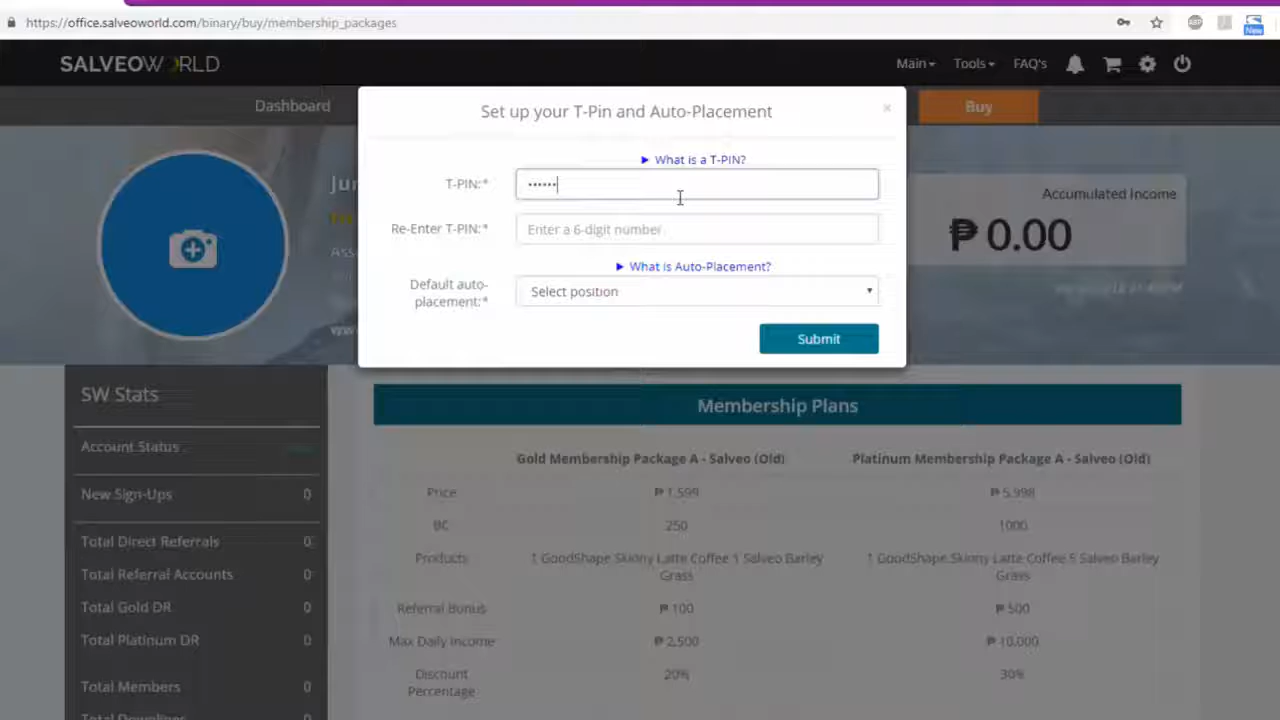 https://office.salveoworld.com/binary/buy/membership_packages
ABP
New
SALVEOWORLD
Main
Tools
FAQ's
Dashboard
Buy
Set up your T-Pin and Auto-Placement
×
What is a T-PIN?
T-PIN:*
••••••
Re-Enter T-PIN:*
Enter a 6-digit number
What is Auto-Placement?
Default auto-
placement:*
Select position
Submit
Accumulated Income
₱ 0.00
SW Stats
Account Status
New Sign-Ups 0
Total Direct Referrals 0
Total Referral Accounts 0
Total Gold DR 0
Total Platinum DR 0
Total Members 0
Total Downlines
Membership Plans
Gold Membership Package A - Salveo (Old) Platinum Membership Package A - Salveo (Old)
Price ₱ 1,599 ₱ 5,998
BC 250 1000
Products 1 GoodShape Skinny Latte Coffee 1 Salveo Barley Grass 1 GoodShape Skinny Latte Coffee 5 Salveo Barley Grass
Referral Bonus ₱ 100 ₱ 500
Max Daily Income ₱ 2,500 ₱ 10,000
Discount Percentage 20% 30%